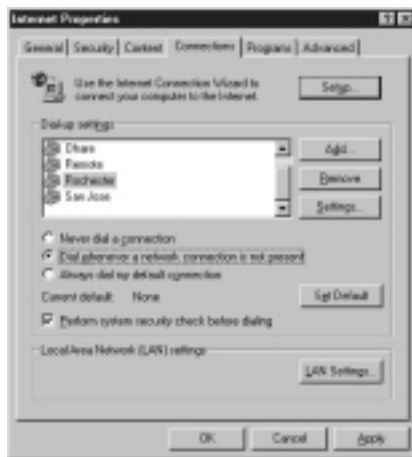 Internet Properties
General Security Content Connections Programs Advanced
Use the Internet Connection Wizard to
connect your computer to the Internet.
Setup...
Dial-up settings
Ohare
Remote
Rochester
San Jose
Add...
Remove
Settings...
Never dial a connection
Dial whenever a network connection is not present
Always dial my default connection
Current default: None
Set Default
Perform system security check before dialing
Local Area Network (LAN) settings
LAN Settings...
OK Cancel Apply